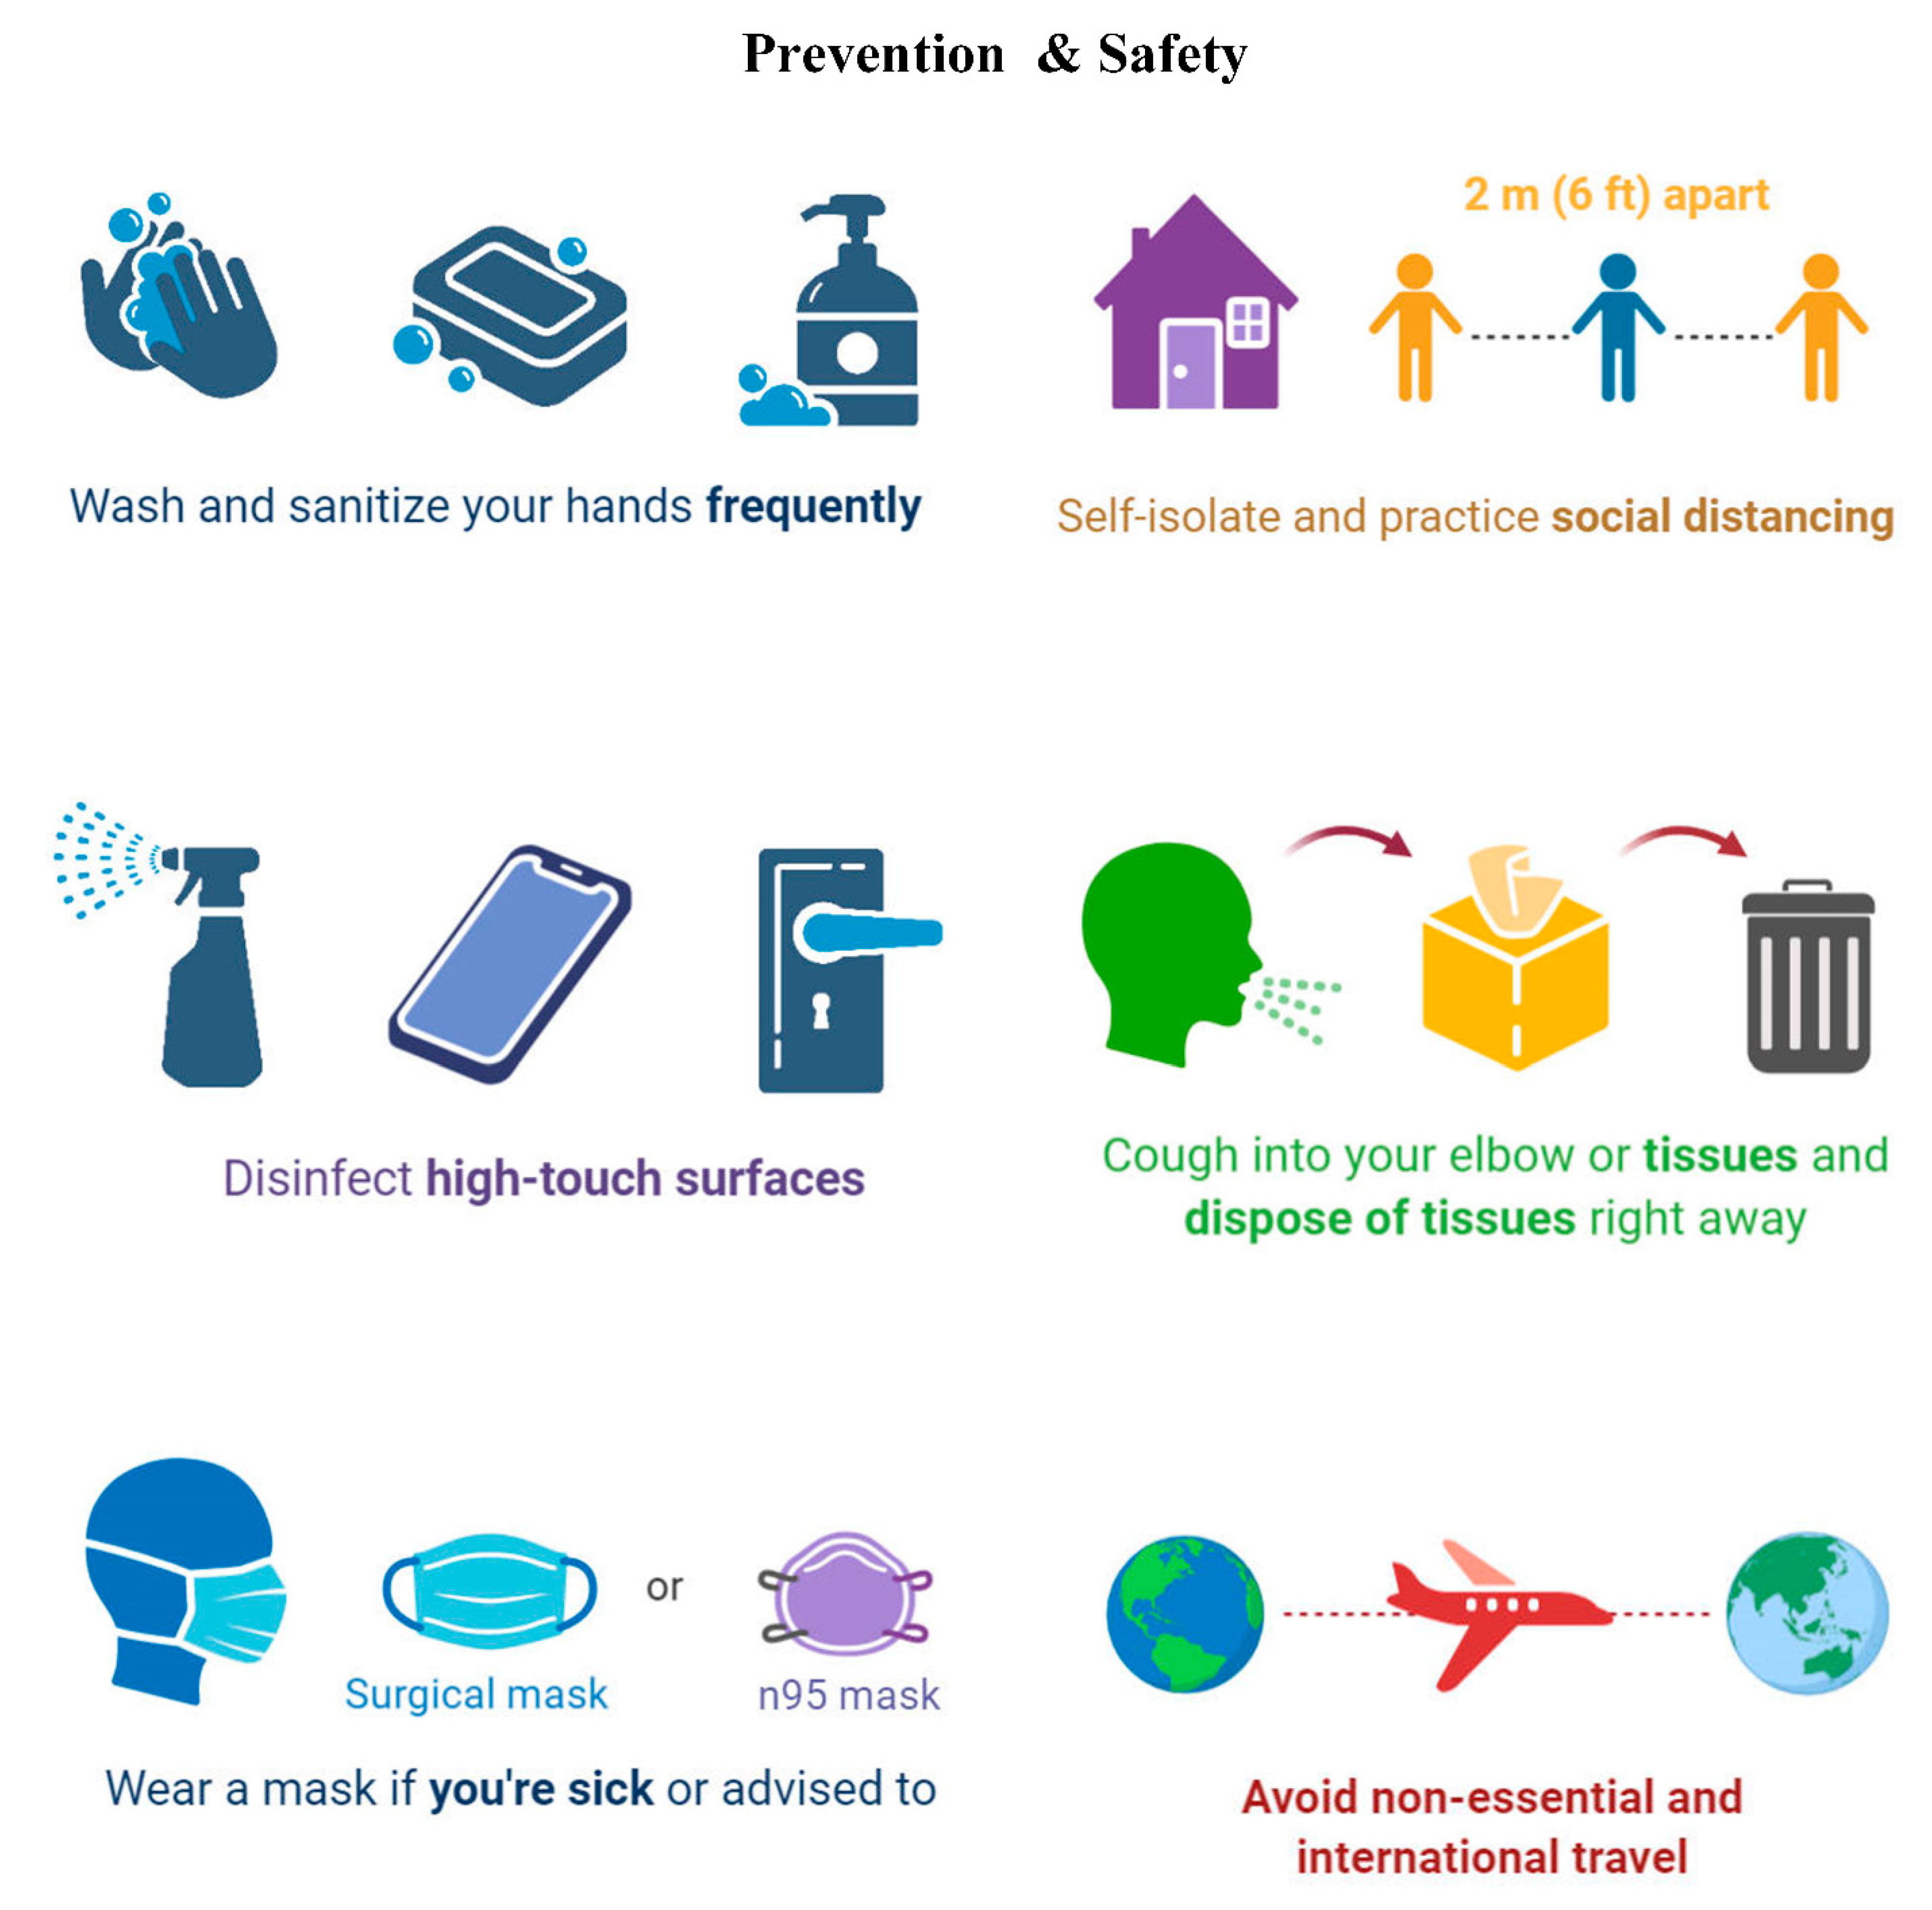 Prevention & Safety
2 m (6 ft) apart
Wash and sanitize your hands frequently
Self-isolate and practice social distancing
Disinfect high-touch surfaces
Cough into your elbow or tissues and
dispose of tissues right away
or
Surgical mask
n95 mask
Wear a mask if you're sick or advised to
Avoid non-essential and
international travel